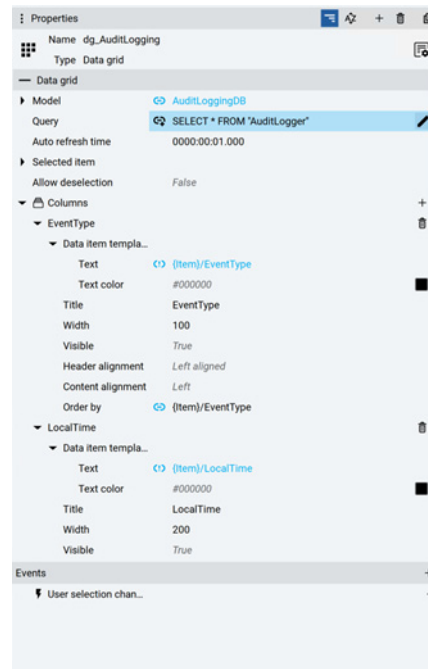 Properties
Name dg_AuditLogging
Type Data grid
Data grid
Model AuditLoggingDB
Query SELECT * FROM "AuditLogger"
Auto refresh time 0000:00:01.000
Selected item
Allow deselection False
Columns
EventType
Data item templa...
Text {Item}/EventType
Text color #000000
Title EventType
Width 100
Visible True
Header alignment Left aligned
Content alignment Left
Order by {Item}/EventType
LocalTime
Data item templa...
Text {Item}/LocalTime
Text color #000000
Title LocalTime
Width 200
Visible True
Events
User selection chan...